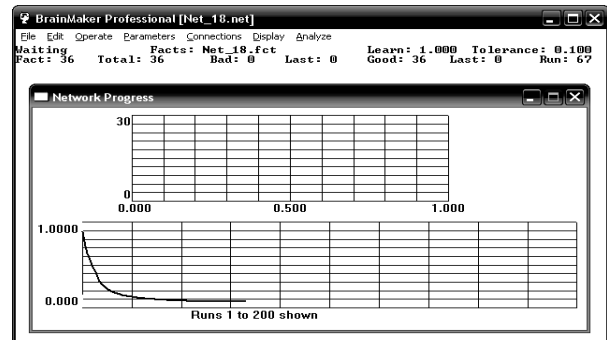 BrainMaker Professional [Net_18.net]
File Edit Operate Parameters Connections Display Analyze
Waiting Facts: Net_18.fct Learn: 1.000 Tolerance: 0.100
Fact: 36 Total: 36 Bad: 0 Last: 0 Good: 36 Last: 0 Run: 67
Network Progress
30
0
0.000 0.500 1.000
1.0000
0.000
Runs 1 to 200 shown